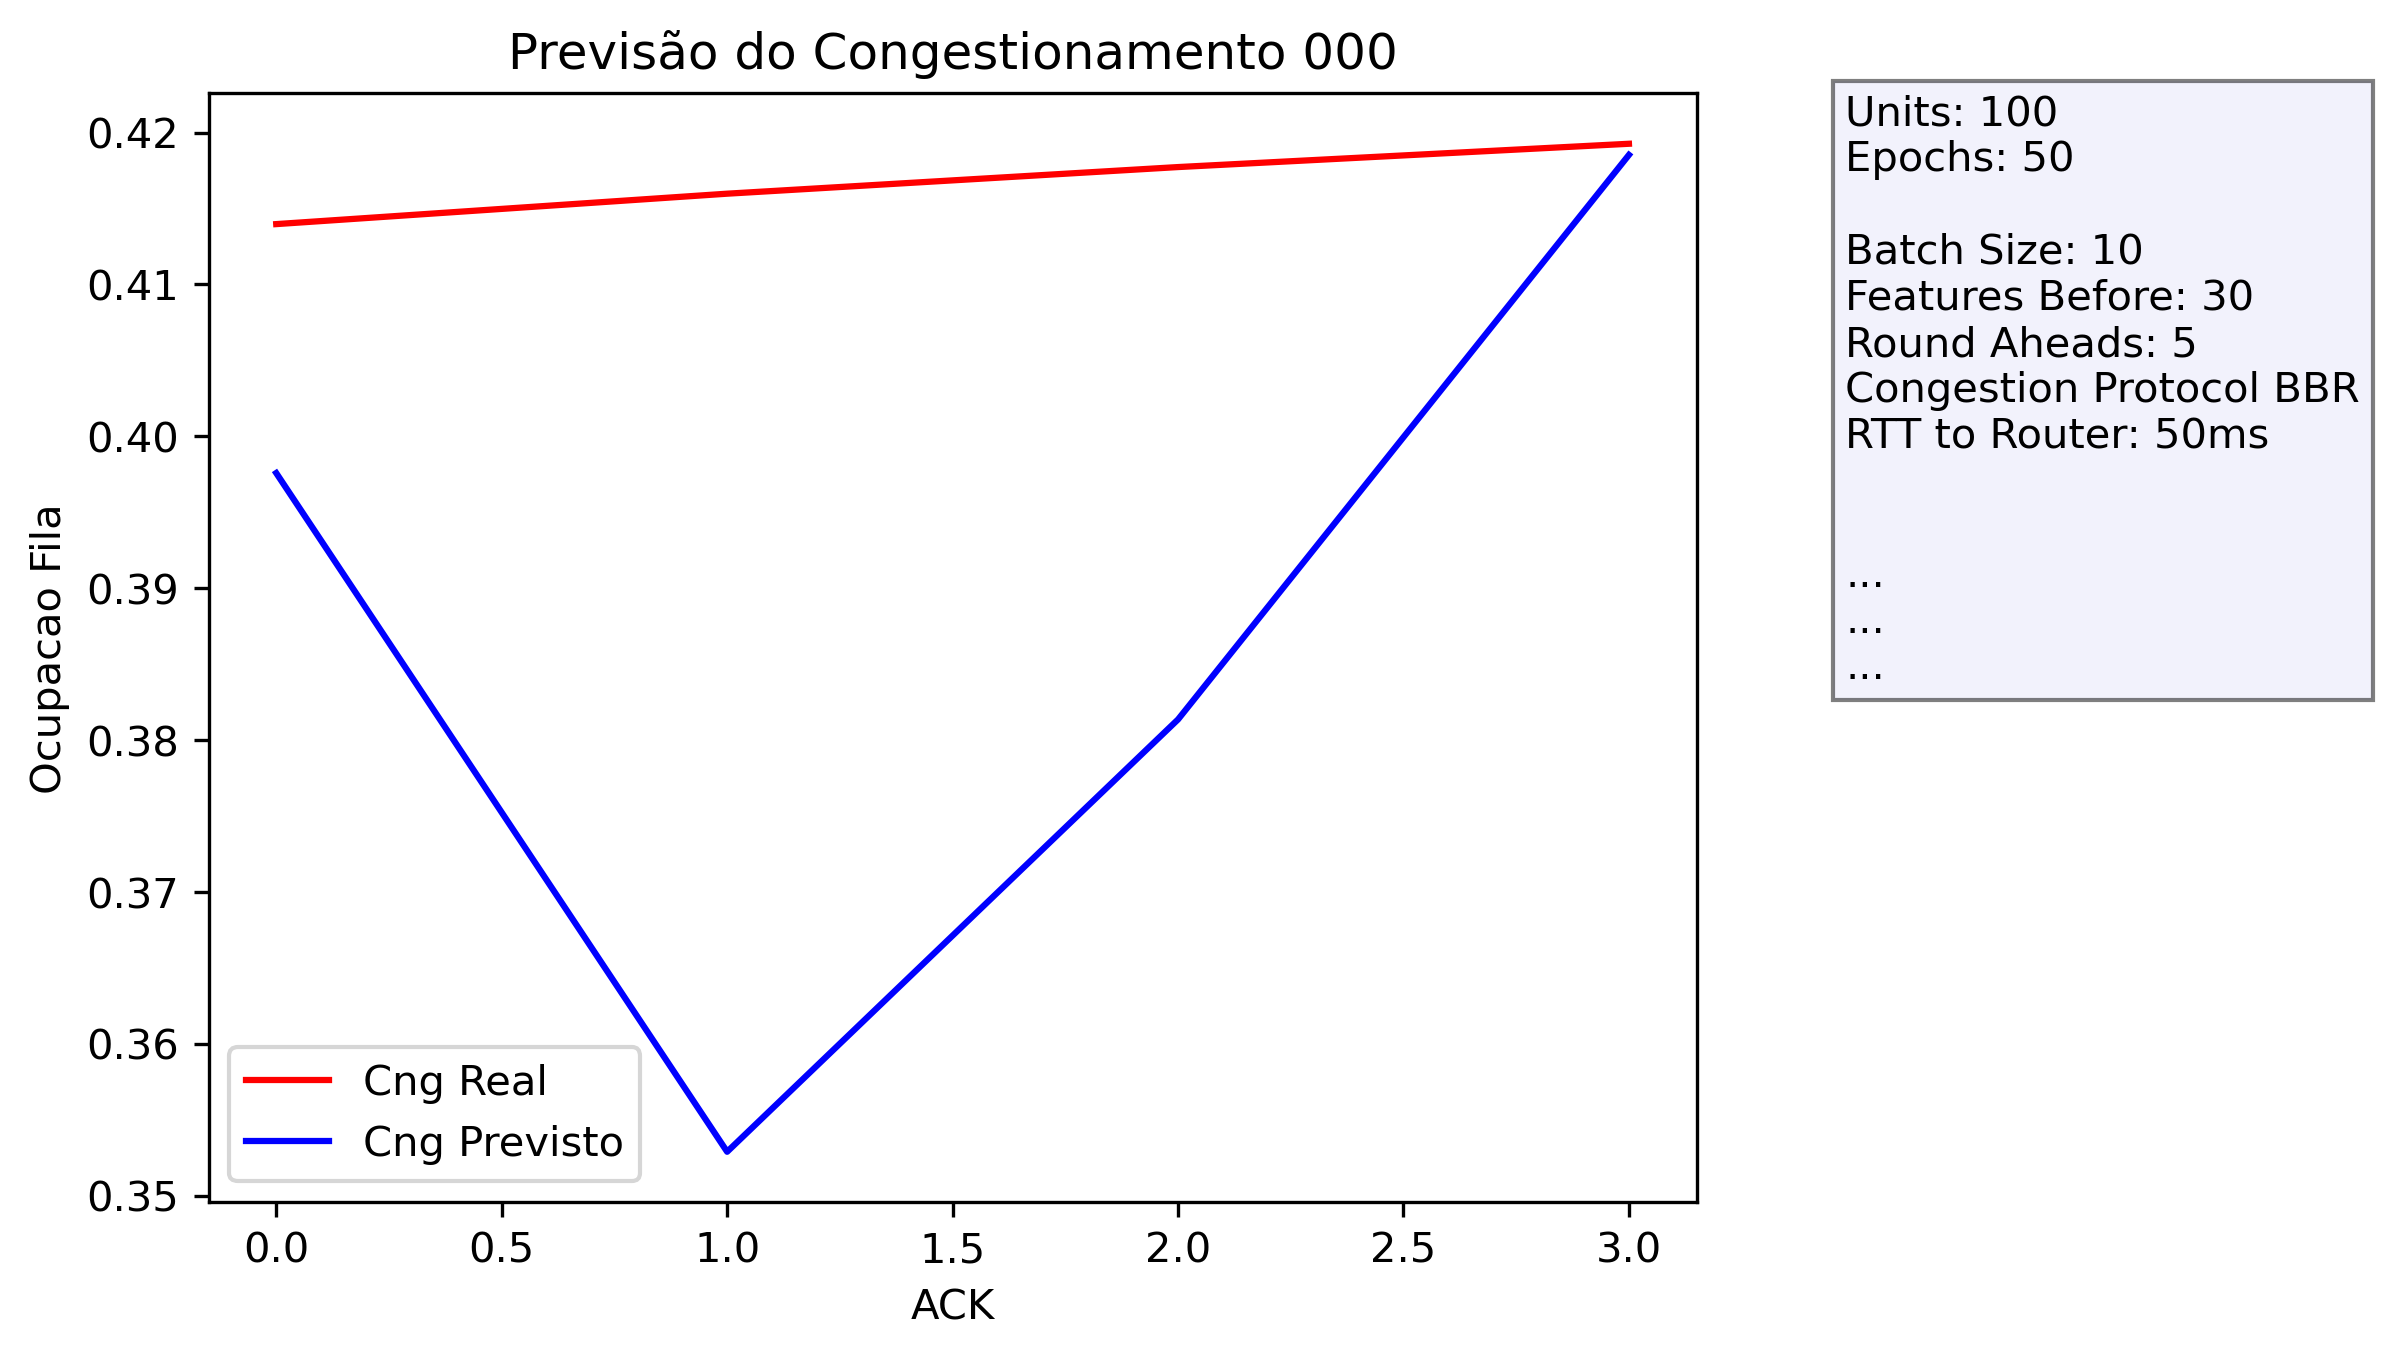 Previsão do Congestionamento 000
0.42
0.41
0.40
0.39
0.38
0.37
0.36
0.35
Ocupacao Fila
Cng Real
Cng Previsto
0.0 0.5 1.0 1.5 2.0 2.5 3.0
ACK
Units: 100
Epochs: 50
Batch Size: 10
Features Before: 30
Round Aheads: 5
Congestion Protocol BBR
RTT to Router: 50ms
...
...
...